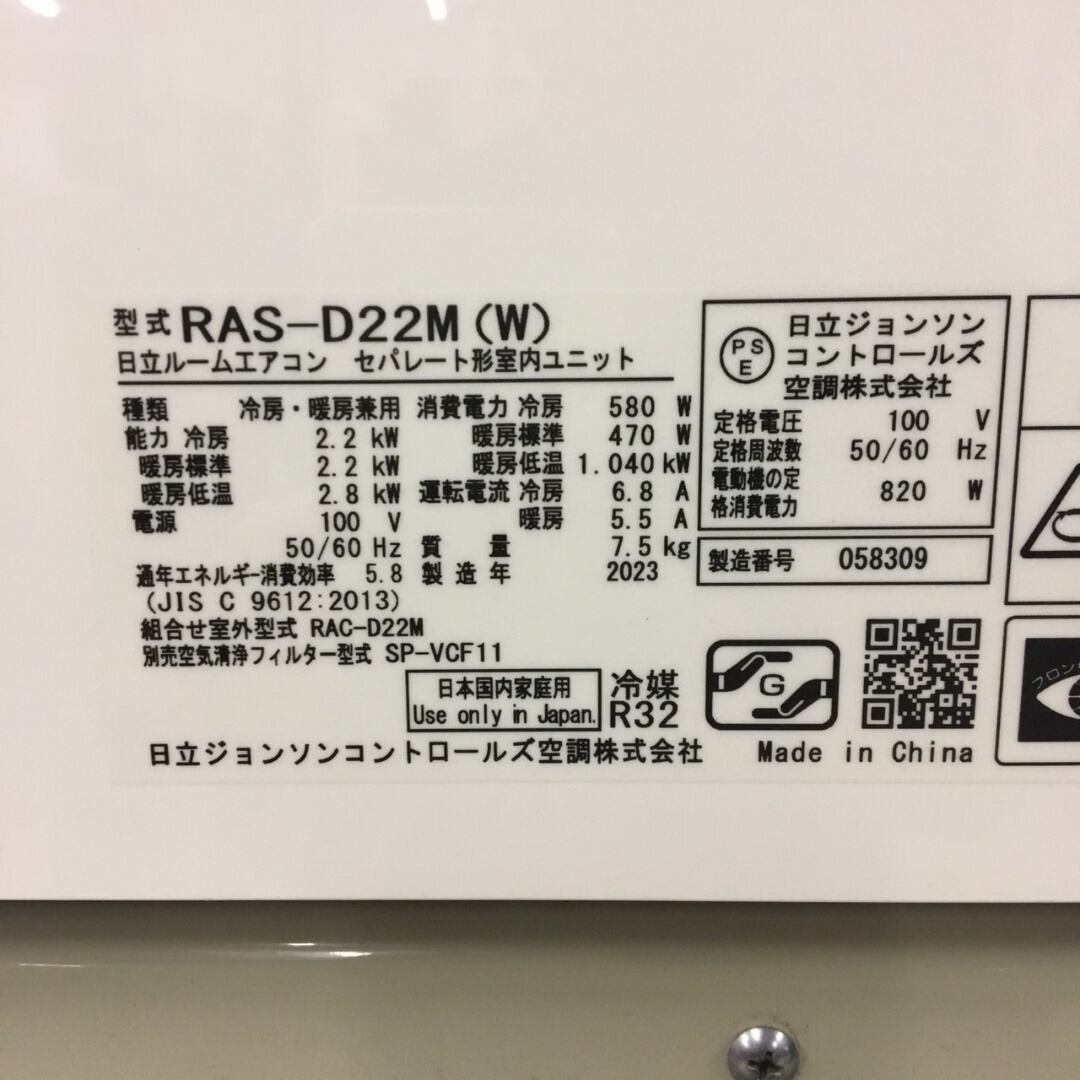 型式 RAS-D22M (W)
日立ルームエアコン セパレート形室内ユニット
種類 冷房・暖房兼用
能力 冷房 2.2 kW
暖房標準 2.2 kW
暖房低温 2.8 kW
電源 100 V
50/60 Hz
通年エネルギー消費効率 5.8
(JIS C 9612:2013)
組合せ室外型式 RAC-D22M
別売空気清浄フィルター型式 SP-VCF11
消費電力 冷房 580 W
暖房標準 470 W
暖房低温 1.040 kW
運転電流 冷房 6.8 A
暖房 5.5 A
質量 7.5 kg
製造年 2023
PS
E
日立ジョンソン
コントロールズ
空調株式会社
定格電圧 100 V
定格周波数 50/60 Hz
電動機の定
格消費電力 820 W
製造番号 058309
日本国内家庭用
Use only in Japan.
冷媒
R32
G
日立ジョンソンコントロールズ空調株式会社 Made in China
フロン